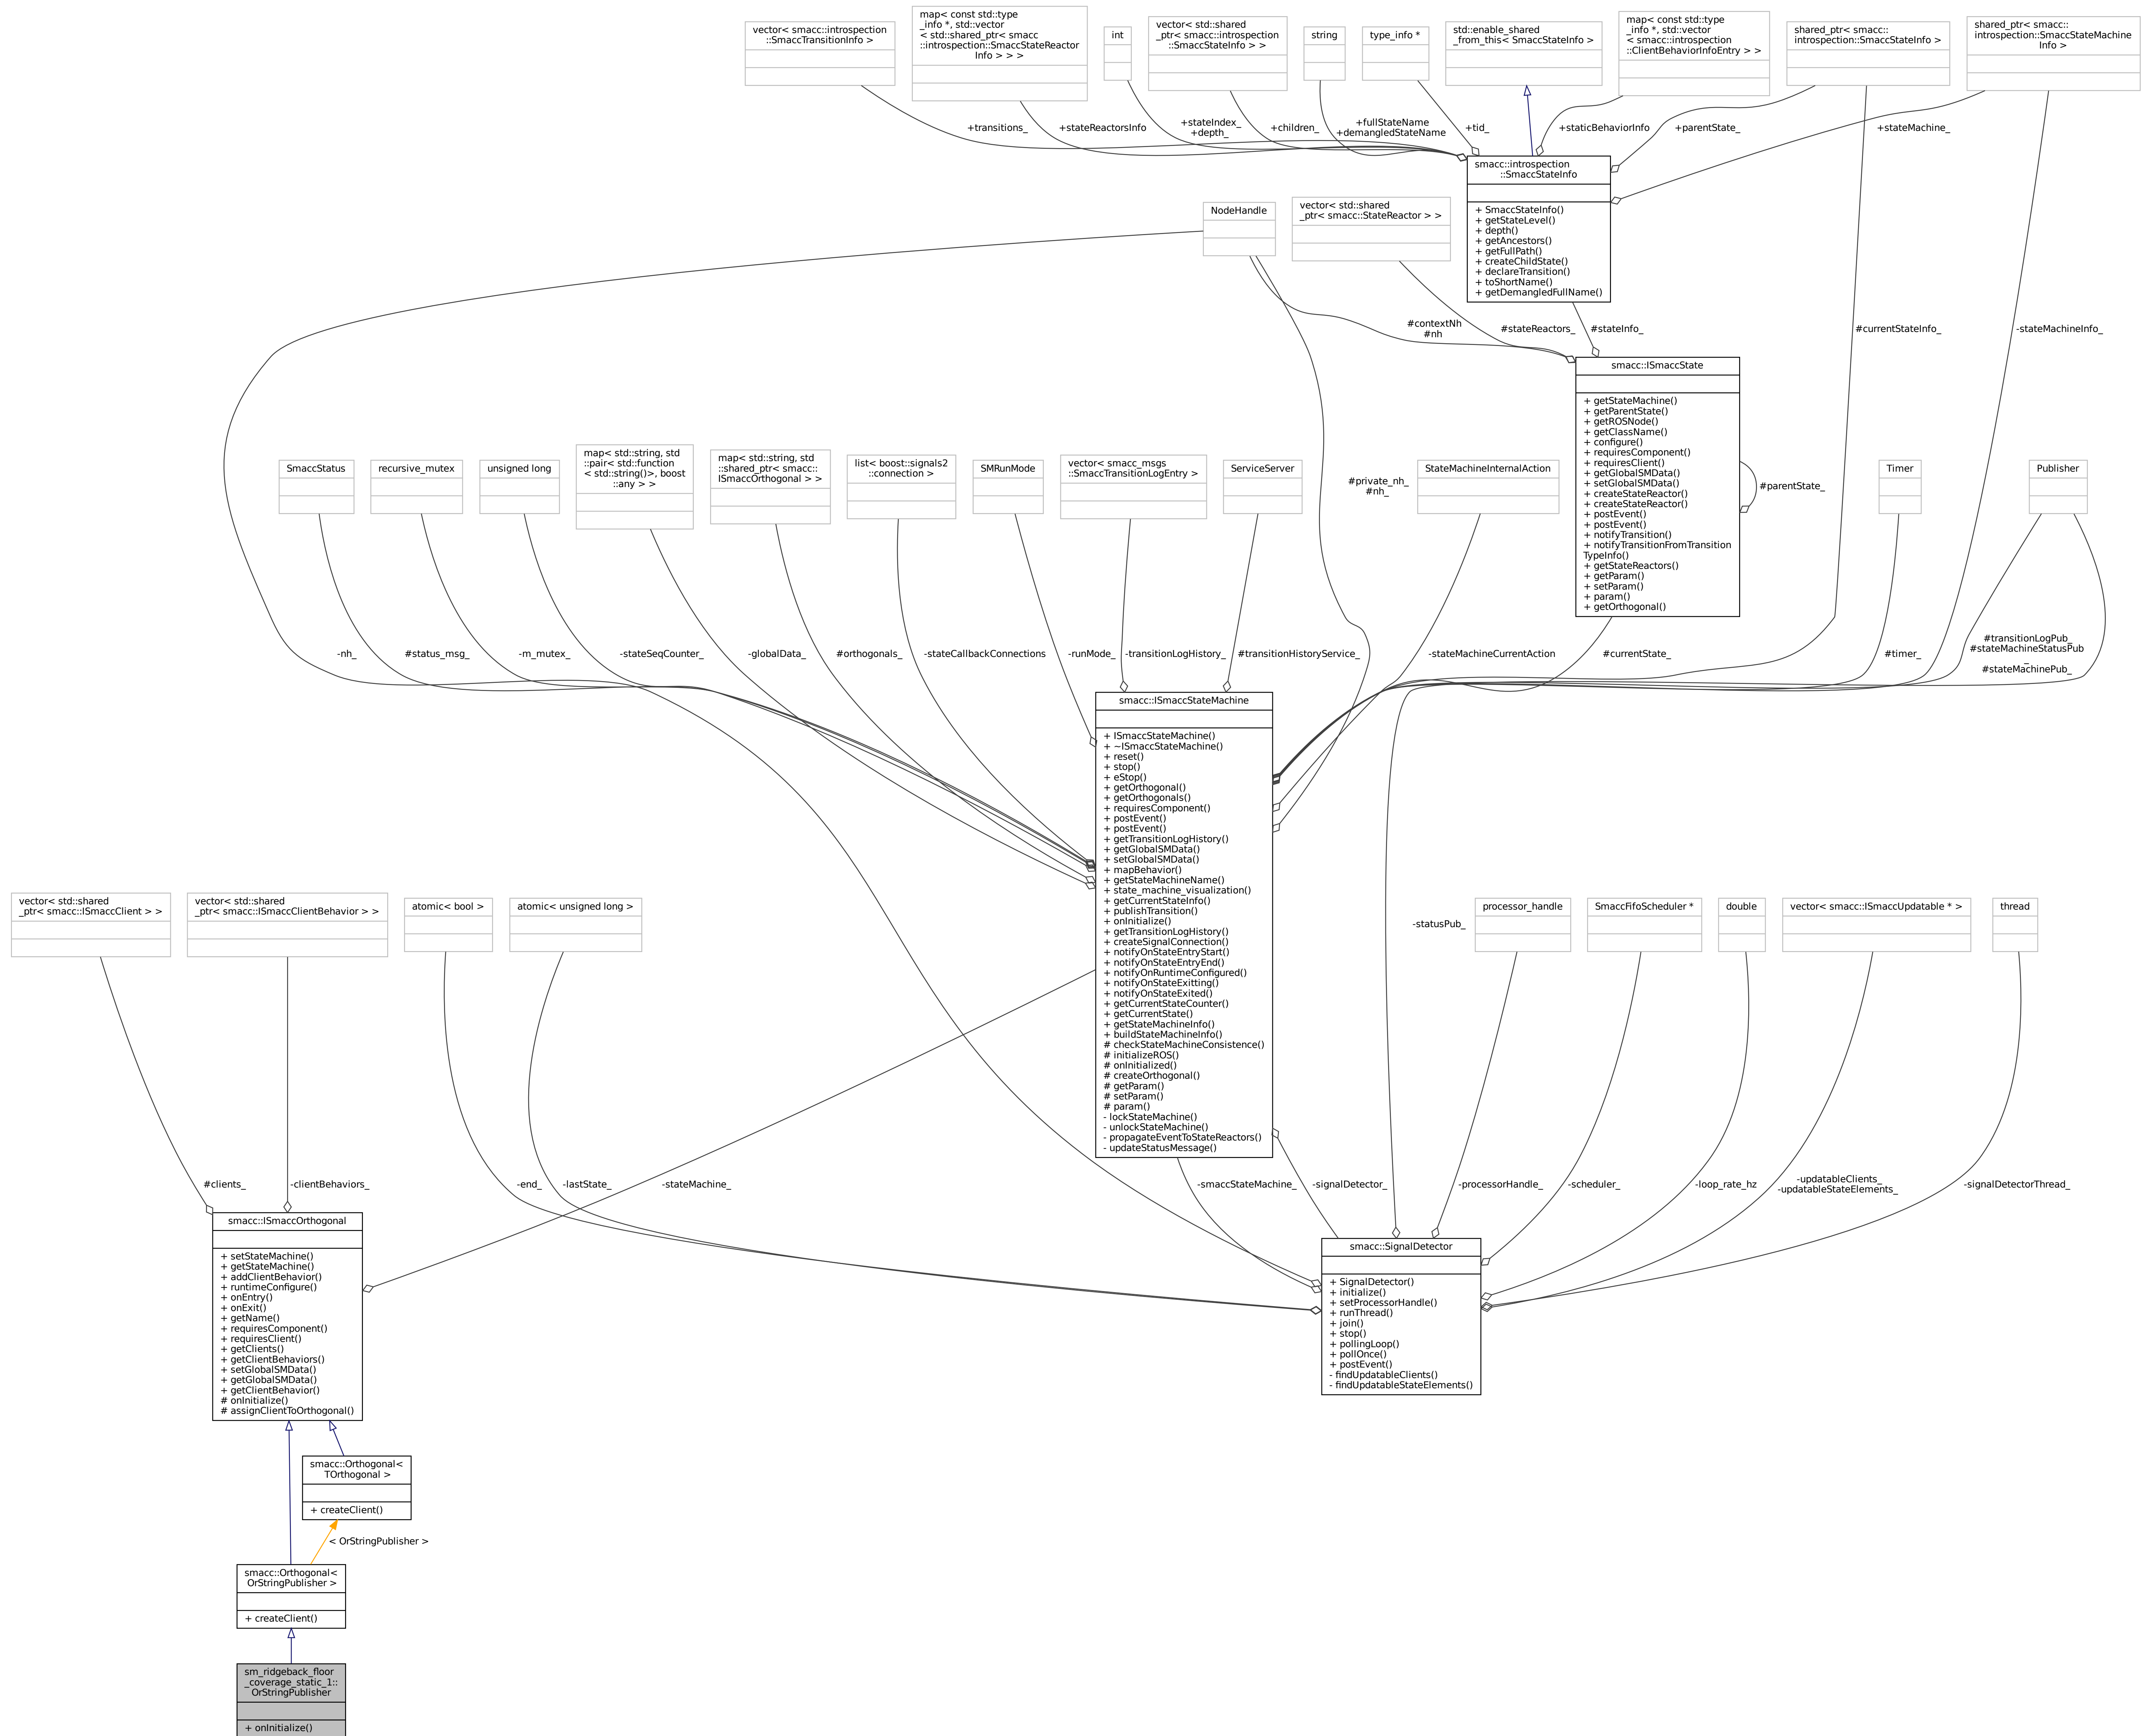 vector< smacc::introspection
::SmaccTransitionInfo >
map< const std::type
_info *, std::vector
< std::shared_ptr< smacc
::introspection::SmaccStateReactor
Info > > >
int
vector< std::shared
_ptr< smacc::introspection
::SmaccStateInfo > >
string
type_info *
std::enable_shared
_from_this< SmaccStateInfo >
map< const std::type
_info *, std::vector
< smacc::introspection
::ClientBehaviorInfoEntry > >
shared_ptr< smacc::
introspection::SmaccStateInfo >
shared_ptr< smacc::
introspection::SmaccStateMachine
Info >
+transitions_
+stateReactorsInfo
+stateIndex_
+depth_
+children_
+fullStateName
+demangledStateName
+tid_
+staticBehaviorInfo
+parentState_
+stateMachine_
smacc::introspection
::SmaccStateInfo
+ SmaccStateInfo()
+ getStateLevel()
+ depth()
+ getAncestors()
+ getFullPath()
+ createChildState()
+ declareTransition()
+ toShortName()
+ getDemangledFullName()
NodeHandle
vector< std::shared
_ptr< smacc::StateReactor > >
#contextNh
#nh
#stateReactors_
#stateInfo_
#currentStateInfo_
-stateMachineInfo_
smacc::ISmaccState
+ getStateMachine()
+ getParentState()
+ getROSNode()
+ getClassName()
+ configure()
+ requiresComponent()
+ requiresClient()
+ getGlobalSMData()
+ setGlobalSMData()
+ createStateReactor()
+ createStateReactor()
+ postEvent()
+ postEvent()
+ notifyTransition()
+ notifyTransitionFromTransition
TypeInfo()
+ getStateReactors()
+ getParam()
+ setParam()
+ param()
+ getOrthogonal()
#parentState_
SmaccStatus
recursive_mutex
unsigned long
map< std::string, std
::pair< std::function
< std::string()>, boost
::any > >
map< std::string, std
::shared_ptr< smacc::
ISmaccOrthogonal > >
list< boost::signals2
::connection >
SMRunMode
vector< smacc_msgs
::SmaccTransitionLogEntry >
ServiceServer
#private_nh_
#nh_
StateMachineInternalAction
Timer
Publisher
-nh_
#status_msg_
-m_mutex_
-stateSeqCounter_
-globalData_
#orthogonals_
-stateCallbackConnections
-runMode_
-transitionLogHistory_
#transitionHistoryService_
-stateMachineCurrentAction
#currentState_
#timer_
#transitionLogPub_
#stateMachineStatusPub
_
#stateMachinePub_
smacc::ISmaccStateMachine
+ ISmaccStateMachine()
+ ~ISmaccStateMachine()
+ reset()
+ stop()
+ eStop()
+ getOrthogonal()
+ getOrthogonals()
+ requiresComponent()
+ postEvent()
+ postEvent()
+ getTransitionLogHistory()
+ getGlobalSMData()
+ setGlobalSMData()
+ mapBehavior()
+ getStateMachineName()
+ state_machine_visualization()
+ getCurrentStateInfo()
+ publishTransition()
+ onInitialize()
+ getTransitionLogHistory()
+ createSignalConnection()
+ notifyOnStateEntryStart()
+ notifyOnStateEntryEnd()
+ notifyOnRuntimeConfigured()
+ notifyOnStateExitting()
+ notifyOnStateExited()
+ getCurrentStateCounter()
+ getCurrentState()
+ getStateMachineInfo()
+ buildStateMachineInfo()
# checkStateMachineConsistence()
# initializeROS()
# onInitialized()
# createOrthogonal()
# getParam()
# setParam()
# param()
- lockStateMachine()
- unlockStateMachine()
- propagateEventToStateReactors()
- updateStatusMessage()
vector< std::shared
_ptr< smacc::ISmaccClient > >
vector< std::shared
_ptr< smacc::ISmaccClientBehavior > >
atomic< bool >
atomic< unsigned long >
-statusPub_
processor_handle
SmaccFifoScheduler *
double
vector< smacc::ISmaccUpdatable * >
thread
#clients_
-clientBehaviors_
-end_
-lastState_
-stateMachine_
-smaccStateMachine_
-signalDetector_
-processorHandle_
-scheduler_
-loop_rate_hz
-updatableClients_
-updatableStateElements_
-signalDetectorThread_
smacc::ISmaccOrthogonal
+ setStateMachine()
+ getStateMachine()
+ addClientBehavior()
+ runtimeConfigure()
+ onEntry()
+ onExit()
+ getName()
+ requiresComponent()
+ requiresClient()
+ getClients()
+ getClientBehaviors()
+ setGlobalSMData()
+ getGlobalSMData()
+ getClientBehavior()
# onInitialize()
# assignClientToOrthogonal()
smacc::SignalDetector
+ SignalDetector()
+ initialize()
+ setProcessorHandle()
+ runThread()
+ join()
+ stop()
+ pollingLoop()
+ pollOnce()
+ postEvent()
- findUpdatableClients()
- findUpdatableStateElements()
smacc::Orthogonal<
TOrthogonal >
+ createClient()
< OrStringPublisher >
smacc::Orthogonal<
OrStringPublisher >
+ createClient()
sm_ridgeback_floor
_coverage_static_1::
OrStringPublisher
+ onInitialize()